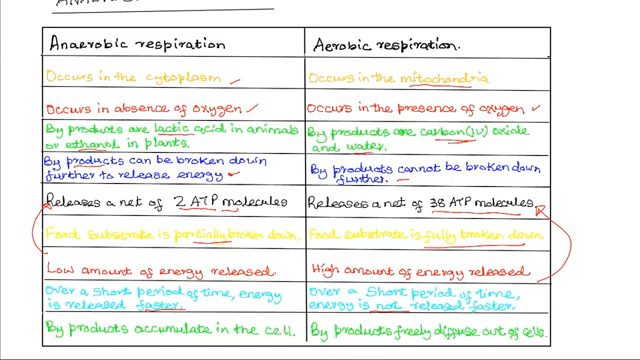 Anaerobic respiration
Aerobic respiration.
Occurs in the cytoplasm
Occurs in the mitochondria
Occurs in absence of oxygen
Occurs in the presence of oxygen
By products are lactic acid in animals
or ethanol in plants.
By products are carbon(IV) oxide
and water.
By products can be broken down
further to release energy
By products cannot be broken down
further.
Releases a net of 2 ATP molecules
Releases a net of 38 ATP molecules
Food substrate is partially broken down.
Food substrate is fully broken down.
Low amount of energy released
High amount of energy released
Over a short period of time, energy
is released faster.
Over a short period of time,
energy is not released faster.
By products accumulate in the cell.
By products freely diffuse out of cells.